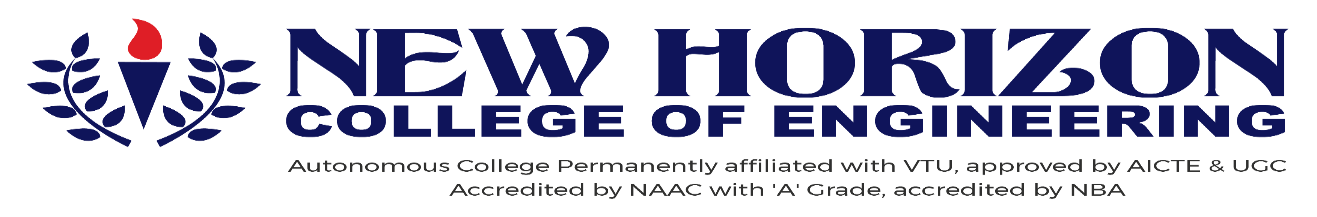 NEW HORIZON
COLLEGE OF ENGINEERING
Autonomous College Permanently affiliated with VTU, approved by AICTE & UGC
Accredited by NAAC with 'A' Grade, accredited by NBA